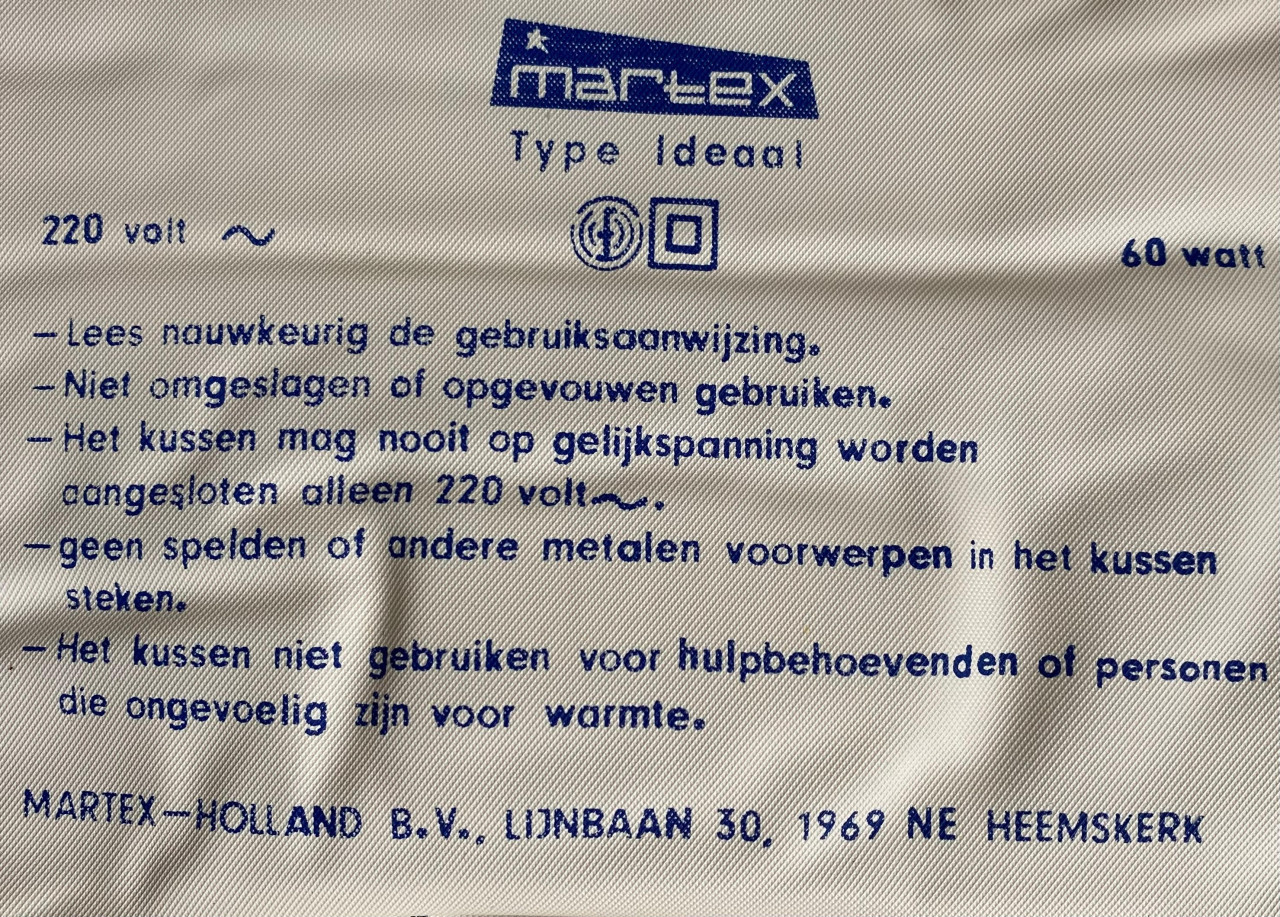 martex
Type Ideaal
220 volt ~
60 watt
– Lees nauwkeurig de gebruiksaanwijzing.
– Niet omgeslagen of opgevouwen gebruiken.
– Het kussen mag nooit op gelijkspanning worden
aangesloten alleen 220 volt ~.
– geen spelden of andere metalen voorwerpen in het kussen
steken.
– Het kussen niet gebruiken voor hulpbehoevenden of personen
die ongevoelig zijn voor warmte.
MARTEX–HOLLAND B.V., LIJNBAAN 30, 1969 NE HEEMSKERK